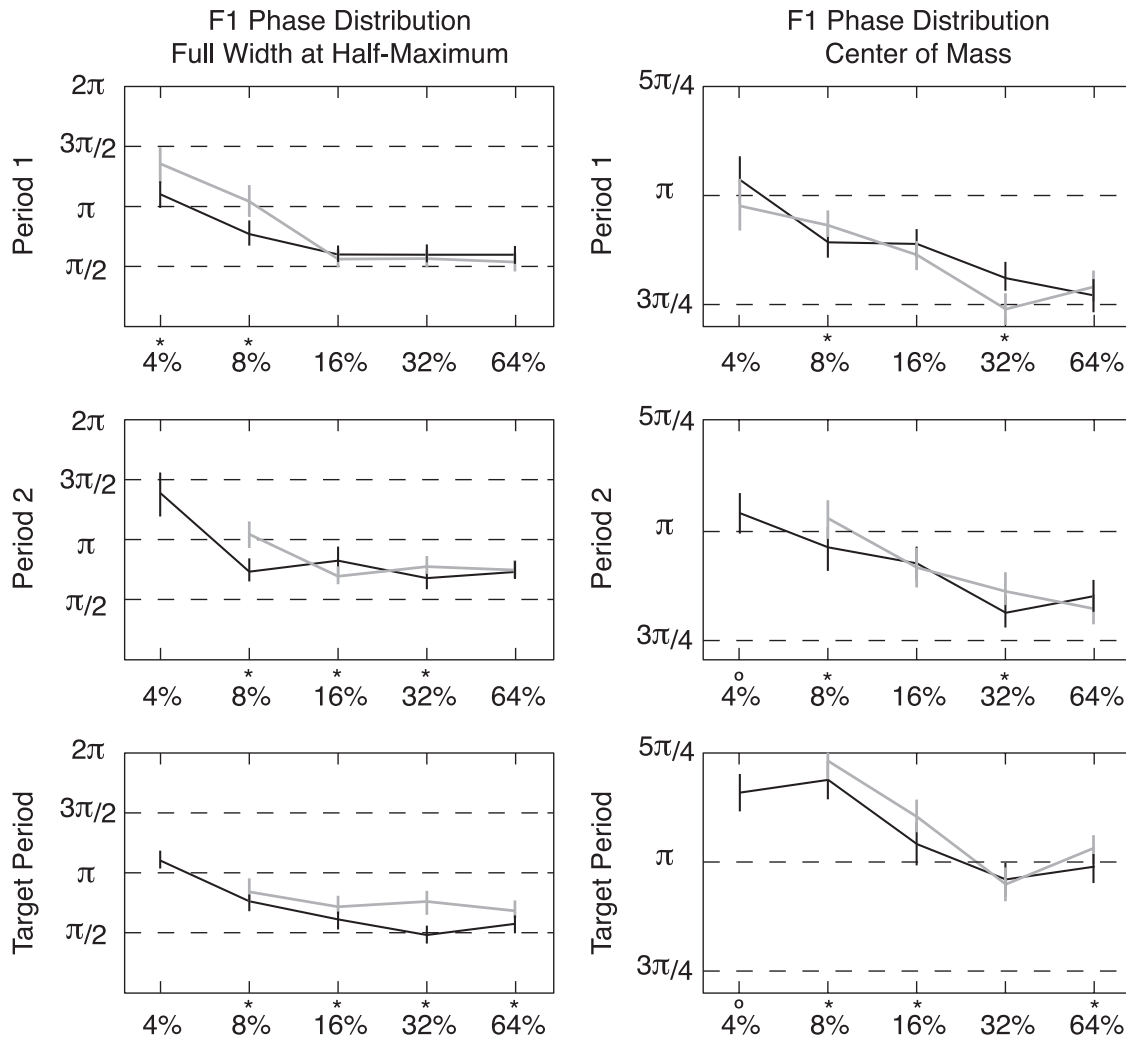 F1 Phase Distribution
Full Width at Half-Maximum
F1 Phase Distribution
Center of Mass
Period 1
2π
3π/2
π
π/2
* *
4% 8% 16% 32% 64%
Period 1
5π/4
π
3π/4
* *
4% 8% 16% 32% 64%
Period 2
2π
3π/2
π
π/2
* * *
4% 8% 16% 32% 64%
Period 2
5π/4
π
3π/4
o * *
4% 8% 16% 32% 64%
Target Period
2π
3π/2
π
π/2
* * * *
4% 8% 16% 32% 64%
Target Period
5π/4
π
3π/4
o * * *
4% 8% 16% 32% 64%